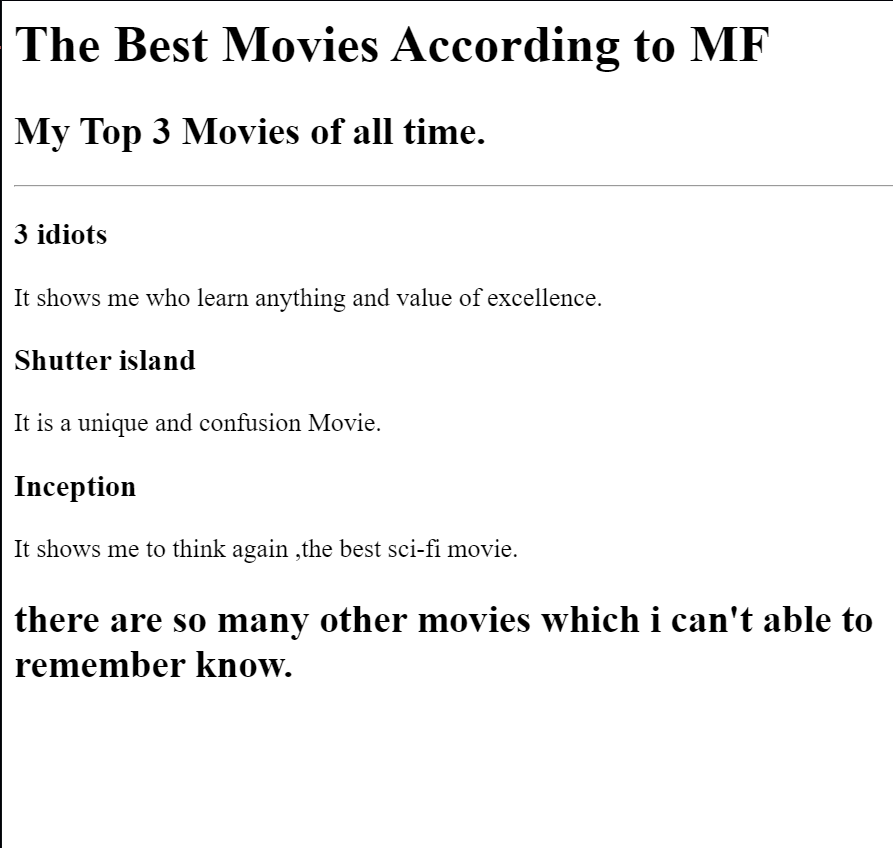 The Best Movies According to MF
My Top 3 Movies of all time.
3 idiots
It shows me who learn anything and value of excellence.
Shutter island
It is a unique and confusion Movie.
Inception
It shows me to think again ,the best sci-fi movie.
there are so many other movies which i can't able to
remember know.